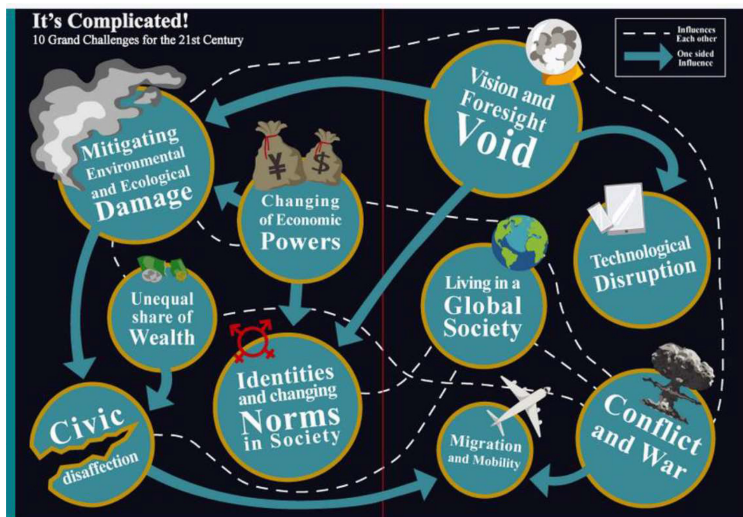 It's Complicated!
10 Grand Challenges for the 21st Century
Influences
Each other
One sided
Influence
Mitigating
Environmental
and Ecological
Damage
Vision and
Foresight
Void
¥
$
Changing
of Economic
Powers
Technological
Disruption
Living in a
Global
Society
Unequal
share of
Wealth
Identities
and changing
Norms
in Society
Civic
disaffection
Migration
and Mobility
Conflict
and War